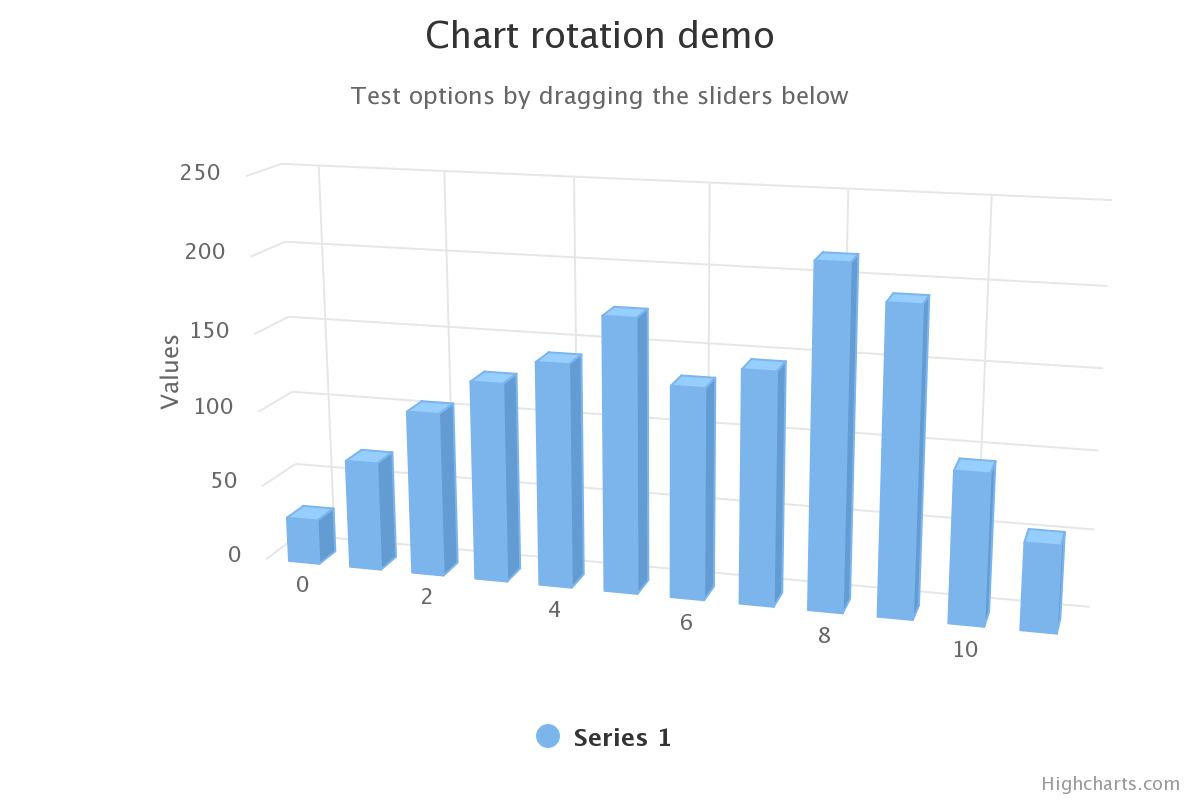 Chart rotation demo
Test options by dragging the sliders below
Values
250
200
150
100
50
0
0
2
4
6
8
10
Series 1
Highcharts.com